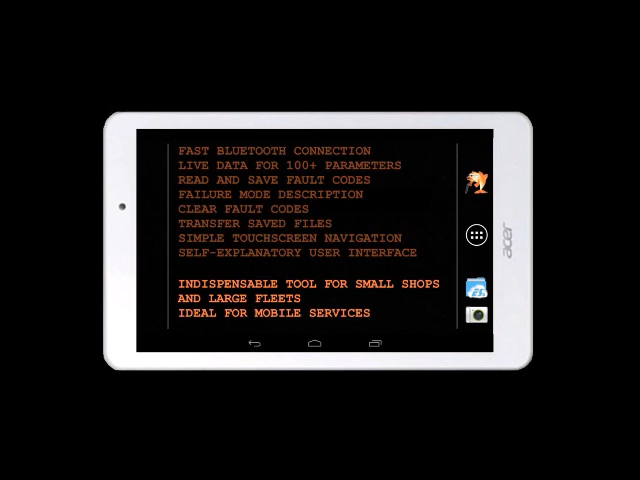 FAST BLUETOOTH CONNECTION
LIVE DATA FOR 100+ PARAMETERS
READ AND SAVE FAULT CODES
FAILURE MODE DESCRIPTION
CLEAR FAULT CODES
TRANSFER SAVED FILES
SIMPLE TOUCHSCREEN NAVIGATION
SELF-EXPLANATORY USER INTERFACE
INDISPENSABLE TOOL FOR SMALL SHOPS
AND LARGE FLEETS
IDEAL FOR MOBILE SERVICES
acer
ES